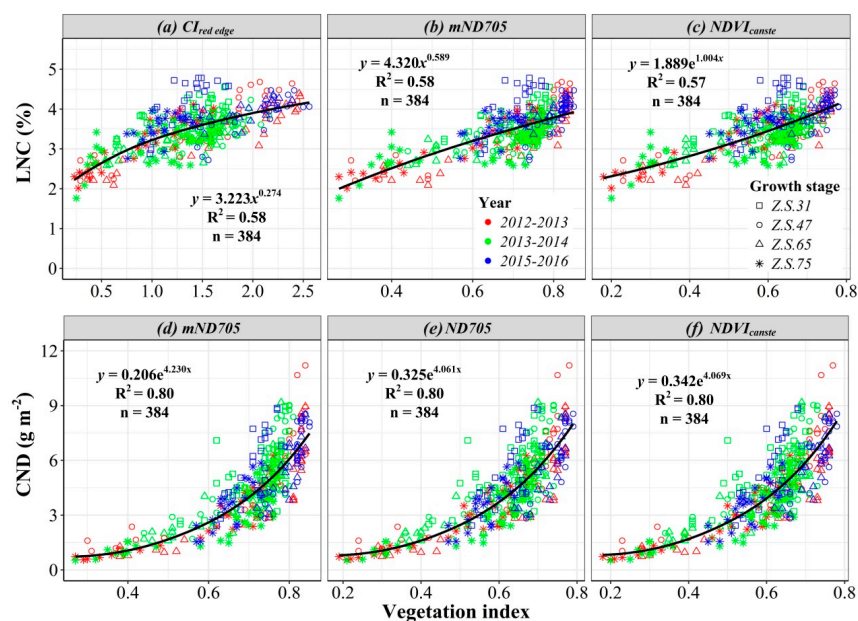 (a) CIred edge
(b) mND705
(c) NDVIcanste
LNC (%)
5
4
3
2
1
0
y = 3.223x^0.274
R² = 0.58
n = 384
y = 4.320x^0.589
R² = 0.58
n = 384
Year
2012-2013
2013-2014
2015-2016
y = 1.889e^1.004x
R² = 0.57
n = 384
Growth stage
Z.S.31
Z.S.47
Z.S.65
Z.S.75
0.5 1.0 1.5 2.0 2.5
0.4 0.6 0.8
0.2 0.4 0.6 0.8
(d) mND705
(e) ND705
(f) NDVIcanste
CND (g m⁻²)
12
9
6
3
0
y = 0.206e^4.230x
R² = 0.80
n = 384
y = 0.325e^4.061x
R² = 0.80
n = 384
y = 0.342e^4.069x
R² = 0.80
n = 384
0.4 0.6 0.8
0.2 0.4 0.6 0.8
0.2 0.4 0.6 0.8
Vegetation index